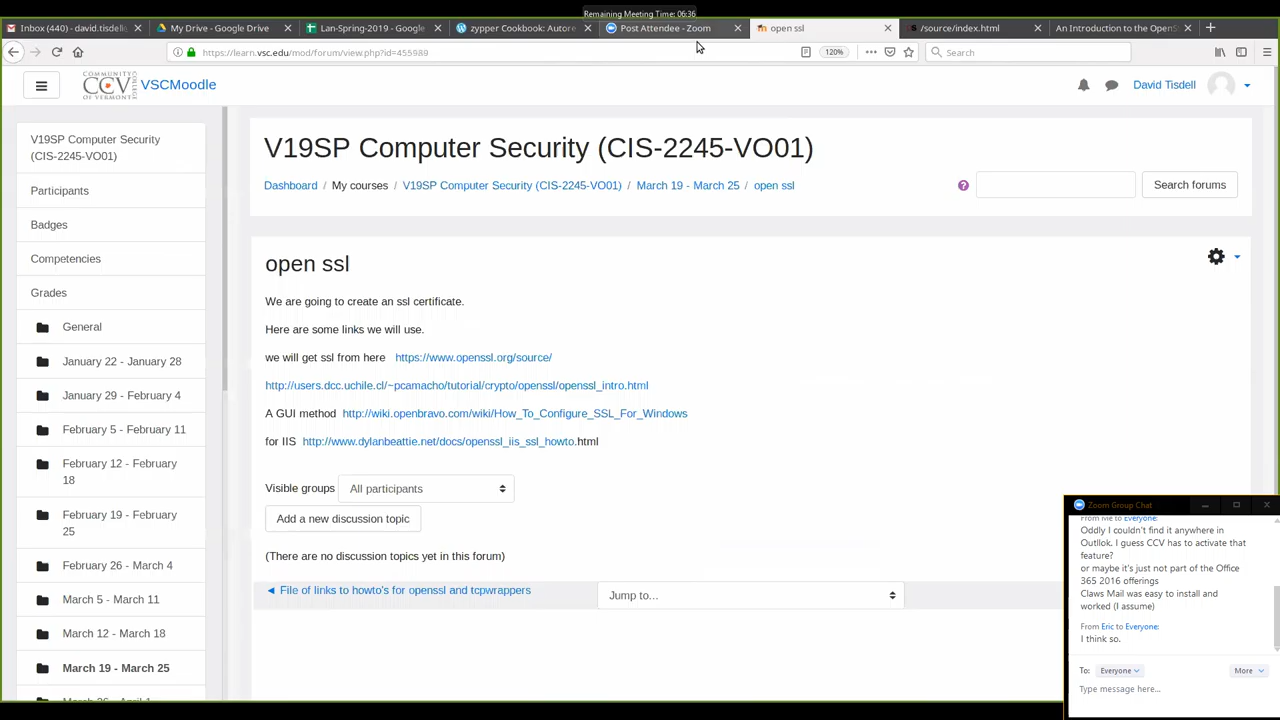 Remaining Meeting Time: 06:36
Inbox (440) - david.tisdell
My Drive - Google Drive
Lan-Spring-2019 - Google
zypper Cookbook: Autore
Post Attendee - Zoom
open ssl
/source/index.html
An Introduction to the OpenS
https://learn.vsc.edu/mod/forum/view.php?id=455989
120%
Search
COMMUNITY COLLEGE
CCV
OF VERMONT
VSCMoodle
David Tisdell
V19SP Computer Security
(CIS-2245-VO01)
Participants
Badges
Competencies
Grades
General
January 22 - January 28
January 29 - February 4
February 5 - February 11
February 12 - February
18
February 19 - February
25
February 26 - March 4
March 5 - March 11
March 12 - March 18
March 19 - March 25
March 26 - April 1
V19SP Computer Security (CIS-2245-VO01)
Dashboard / My courses / V19SP Computer Security (CIS-2245-VO01) / March 19 - March 25 / open ssl
Search forums
open ssl
We are going to create an ssl certificate.
Here are some links we will use.
we will get ssl from here https://www.openssl.org/source/
http://users.dcc.uchile.cl/~pcamacho/tutorial/crypto/openssl/openssl_intro.html
A GUI method http://wiki.openbravo.com/wiki/How_To_Configure_SSL_For_Windows
for IIS http://www.dylanbeattie.net/docs/openssl_iis_ssl_howto.html
Visible groups All participants
Add a new discussion topic
(There are no discussion topics yet in this forum)
◄ File of links to howto's for openssl and tcpwrappers
Jump to...
Zoom Group Chat
From Me to Everyone:
Oddly I couldn't find it anywhere in
Outllok. I guess CCV has to activate that
feature?
or maybe it's just not part of the Office
365 2016 offerings
Claws Mail was easy to install and
worked (I assume)
From Eric to Everyone:
I think so.
To: Everyone
More
Type message here...